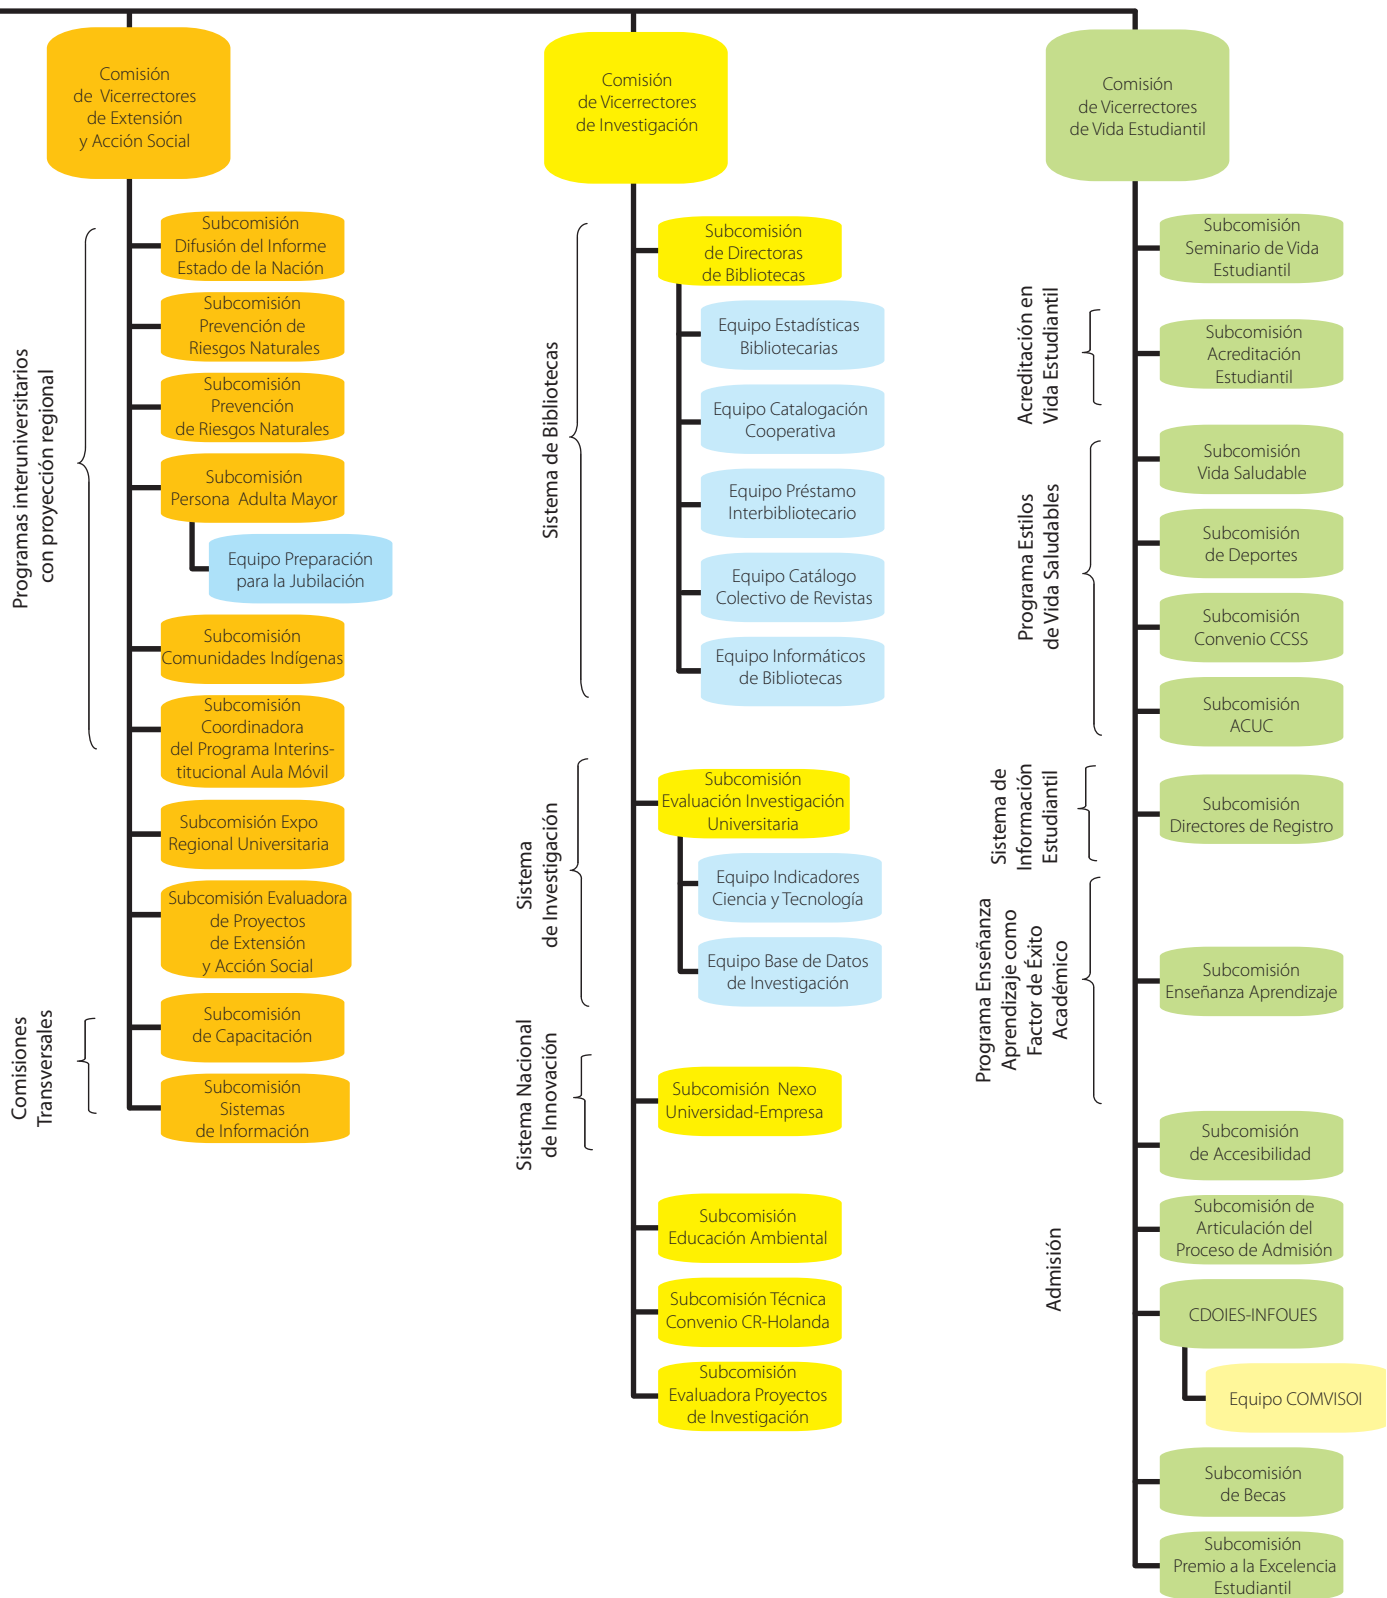 Comisión
de Vicerrectores
de Extensión
y Acción Social
Programas interuniversitarios
con proyección regional
Subcomisión
Difusión del Informe
Estado de la Nación
Subcomisión
Prevención de
Riesgos Naturales
Subcomisión
Prevención
de Riesgos Naturales
Subcomisión
Persona Adulta Mayor
Equipo Preparación
para la Jubilación
Subcomisión
Comunidades Indígenas
Subcomisión
Coordinadora
del Programa Interins-
titucional Aula Móvil
Subcomisión Expo
Regional Universitaria
Subcomisión Evaluadora
de Proyectos
de Extensión
y Acción Social
Comisiones
Transversales
Subcomisión
de Capacitación
Subcomisión
Sistemas
de Información
Comisión
de Vicerrectores
de Investigación
Sistema de Bibliotecas
Subcomisión
de Directoras
de Bibliotecas
Equipo Estadísticas
Bibliotecarias
Equipo Catalogación
Cooperativa
Equipo Préstamo
Interbibliotecario
Equipo Catálogo
Colectivo de Revistas
Equipo Informáticos
de Bibliotecas
Sistema
de Investigación
Subcomisión
Evaluación Investigación
Universitaria
Equipo Indicadores
Ciencia y Tecnología
Equipo Base de Datos
de Investigación
Sistema Nacional
de Innovación
Subcomisión Nexo
Universidad-Empresa
Subcomisión
Educación Ambiental
Subcomisión Técnica
Convenio CR-Holanda
Subcomisión
Evaluadora Proyectos
de Investigación
Comisión
de Vicerrectores
de Vida Estudiantil
Subcomisión
Seminario de Vida
Estudiantil
Acreditación en
Vida Estudiantil
Subcomisión
Acreditación
Estudiantil
Programa Estilos
de Vida Saludables
Subcomisión
Vida Saludable
Subcomisión
de Deportes
Subcomisión
Convenio CCSS
Subcomisión
ACUC
Sistema de
Información
Estudiantil
Subcomisión
Directores de Registro
Programa Enseñanza
Aprendizaje como
Factor de Éxito
Académico
Subcomisión
Enseñanza Aprendizaje
Admisión
Subcomisión
de Accesibilidad
Subcomisión de
Articulación del
Proceso de Admisión
CDOIES-INFOUES
Equipo COMVISOI
Subcomisión
de Becas
Subcomisión
Premio a la Excelencia
Estudiantil